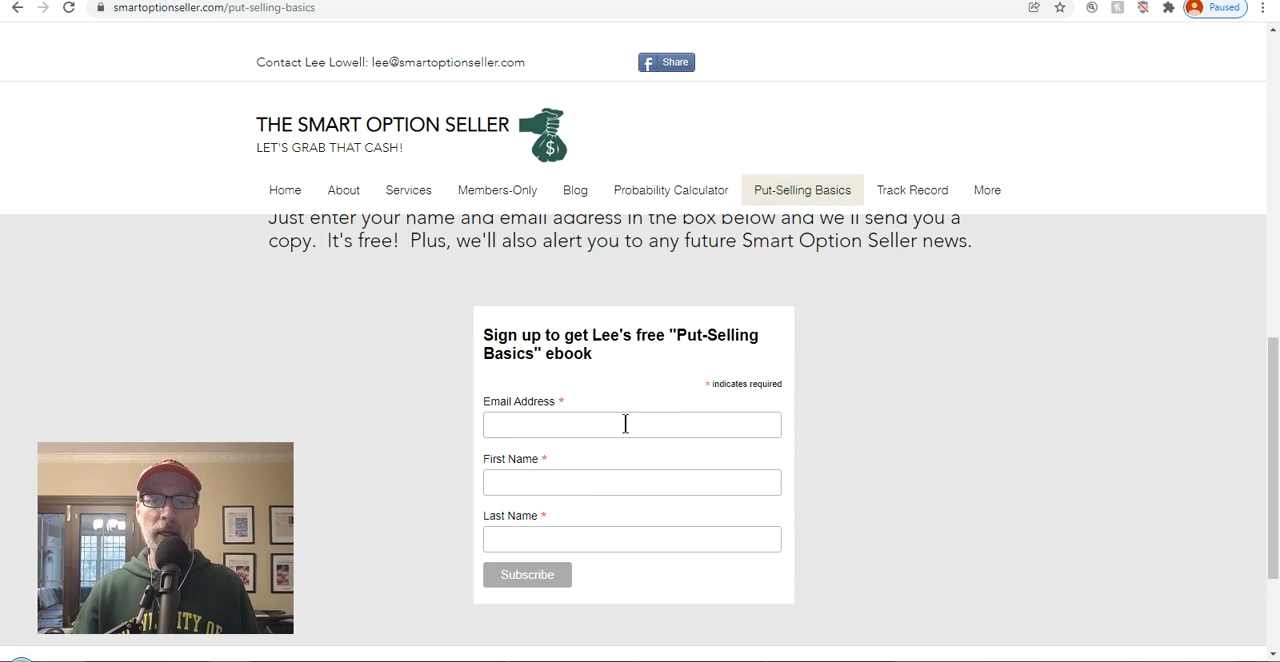 smartoptionseller.com/put-selling-basics
Paused
Contact Lee Lowell: lee@smartoptionseller.com
f Share
THE SMART OPTION SELLER
$
LET'S GRAB THAT CASH!
Home About Services Members-Only Blog Probability Calculator Put-Selling Basics Track Record More
Just enter your name and email address in the box below and we'll send you a
copy. It's free! Plus, we'll also alert you to any future Smart Option Seller news.
Sign up to get Lee's free "Put-Selling
Basics" ebook
* indicates required
Email Address *
First Name *
Last Name *
Subscribe